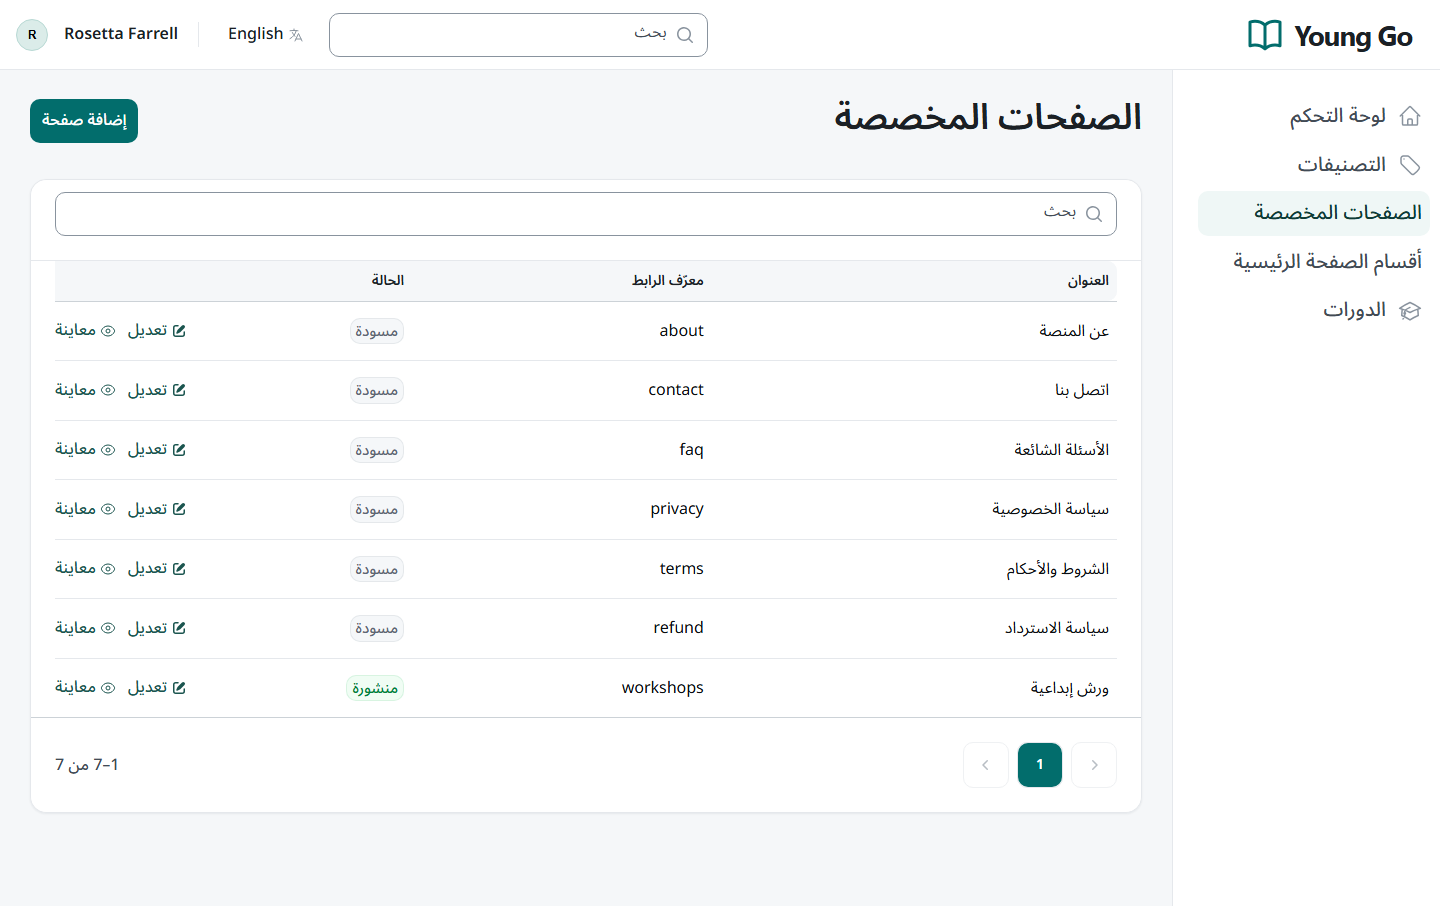 Young Go
بحث
English
Rosetta Farrell
R
لوحة التحكم
التصنيفات
الصفحات المخصصة
أقسام الصفحة الرئيسية
الدورات
الصفحات المخصصة
إضافة صفحة
بحث
العنوان معرّف الرابط الحالة
عن المنصة about مسودة تعديل معاينة
اتصل بنا contact مسودة تعديل معاينة
الأسئلة الشائعة faq مسودة تعديل معاينة
سياسة الخصوصية privacy مسودة تعديل معاينة
الشروط والأحكام terms مسودة تعديل معاينة
سياسة الاسترداد refund مسودة تعديل معاينة
ورش إبداعية workshops منشورة تعديل معاينة
1
1–7 من 7